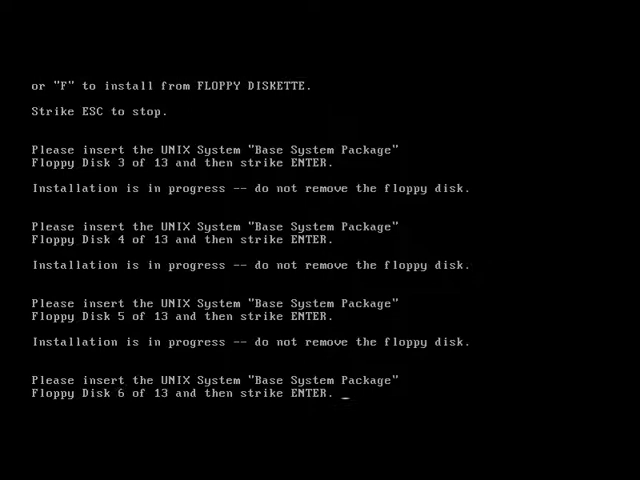 or "F" to install from FLOPPY DISKETTE.
Strike ESC to stop.
Please insert the UNIX System "Base System Package"
Floppy Disk 3 of 13 and then strike ENTER.
Installation is in progress -- do not remove the floppy disk.
Please insert the UNIX System "Base System Package"
Floppy Disk 4 of 13 and then strike ENTER.
Installation is in progress -- do not remove the floppy disk.
Please insert the UNIX System "Base System Package"
Floppy Disk 5 of 13 and then strike ENTER.
Installation is in progress -- do not remove the floppy disk.
Please insert the UNIX System "Base System Package"
Floppy Disk 6 of 13 and then strike ENTER. _